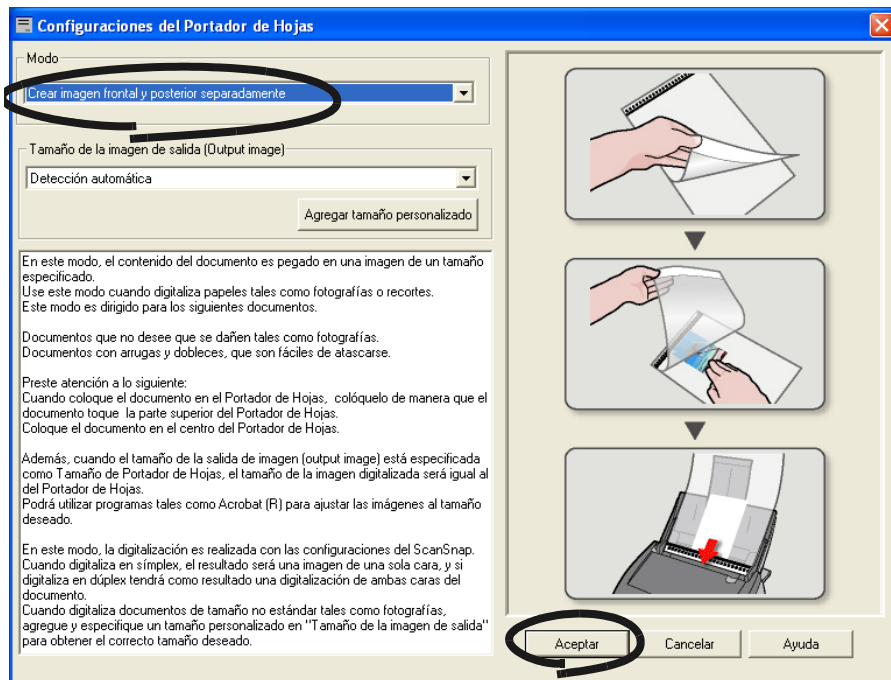 Configuraciones del Portador de Hojas
Modo
Crear imagen frontal y posterior separadamente
Tamaño de la imagen de salida (Output image)
Detección automática
Agregar tamaño personalizado
En este modo, el contenido del documento es pegado en una imagen de un tamaño
especificado.
Use este modo cuando digitaliza papeles tales como fotografías o recortes.
Este modo es dirigido para los siguientes documentos.
Documentos que no desee que se dañen tales como fotografías.
Documentos con arrugas y dobleces, que son fáciles de atascarse.
Preste atención a lo siguiente:
Cuando coloque el documento en el Portador de Hojas, colóquelo de manera que el
documento toque la parte superior del Portador de Hojas.
Coloque el documento en el centro del Portador de Hojas.
Además, cuando el tamaño de la salida de imagen (output image) está especificada
como Tamaño de Portador de Hojas, el tamaño de la imagen digitalizada será igual al
del Portador de Hojas.
Podrá utilizar programas tales como Acrobat (R) para ajustar las imágenes al tamaño
deseado.
En este modo, la digitalización es realizada con las configuraciones del ScanSnap.
Cuando digitaliza en símplex, el resultado será una imagen de una sola cara, y si
digitaliza en dúplex tendrá como resultado una digitalización de ambas caras del
documento.
Cuando digitaliza documentos de tamaño no estándar tales como fotografías,
agregue y especifique un tamaño personalizado en "Tamaño de la imagen de salida"
para obtener el correcto tamaño deseado.
Aceptar
Cancelar
Ayuda